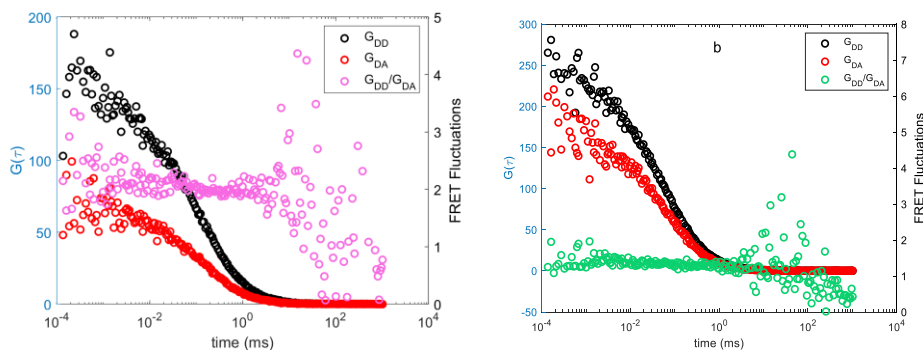 200
150
100
50
0
G(τ)
5
4
3
2
1
0
FRET Fluctuations
G_DD
G_DA
G_DD/G_DA
10^-4
10^-2
10^0
10^2
10^4
time (ms)
300
250
200
150
100
50
0
-50
G(τ)
b
8
7
6
5
4
3
2
1
0
FRET Fluctuations
G_DD
G_DA
G_DD/G_DA
10^-4
10^-2
10^0
10^2
10^4
time (ms)